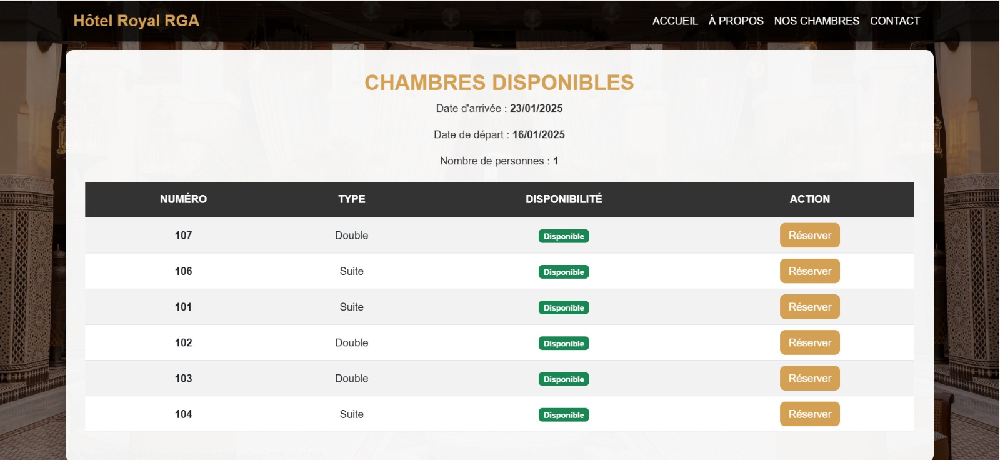 Hôtel Royal RGA
ACCUEIL À PROPOS NOS CHAMBRES CONTACT
CHAMBRES DISPONIBLES
Date d'arrivée : 23/01/2025
Date de départ : 16/01/2025
Nombre de personnes : 1
NUMÉRO TYPE DISPONIBILITÉ ACTION
107 Double Disponible Réserver
106 Suite Disponible Réserver
101 Suite Disponible Réserver
102 Double Disponible Réserver
103 Double Disponible Réserver
104 Suite Disponible Réserver